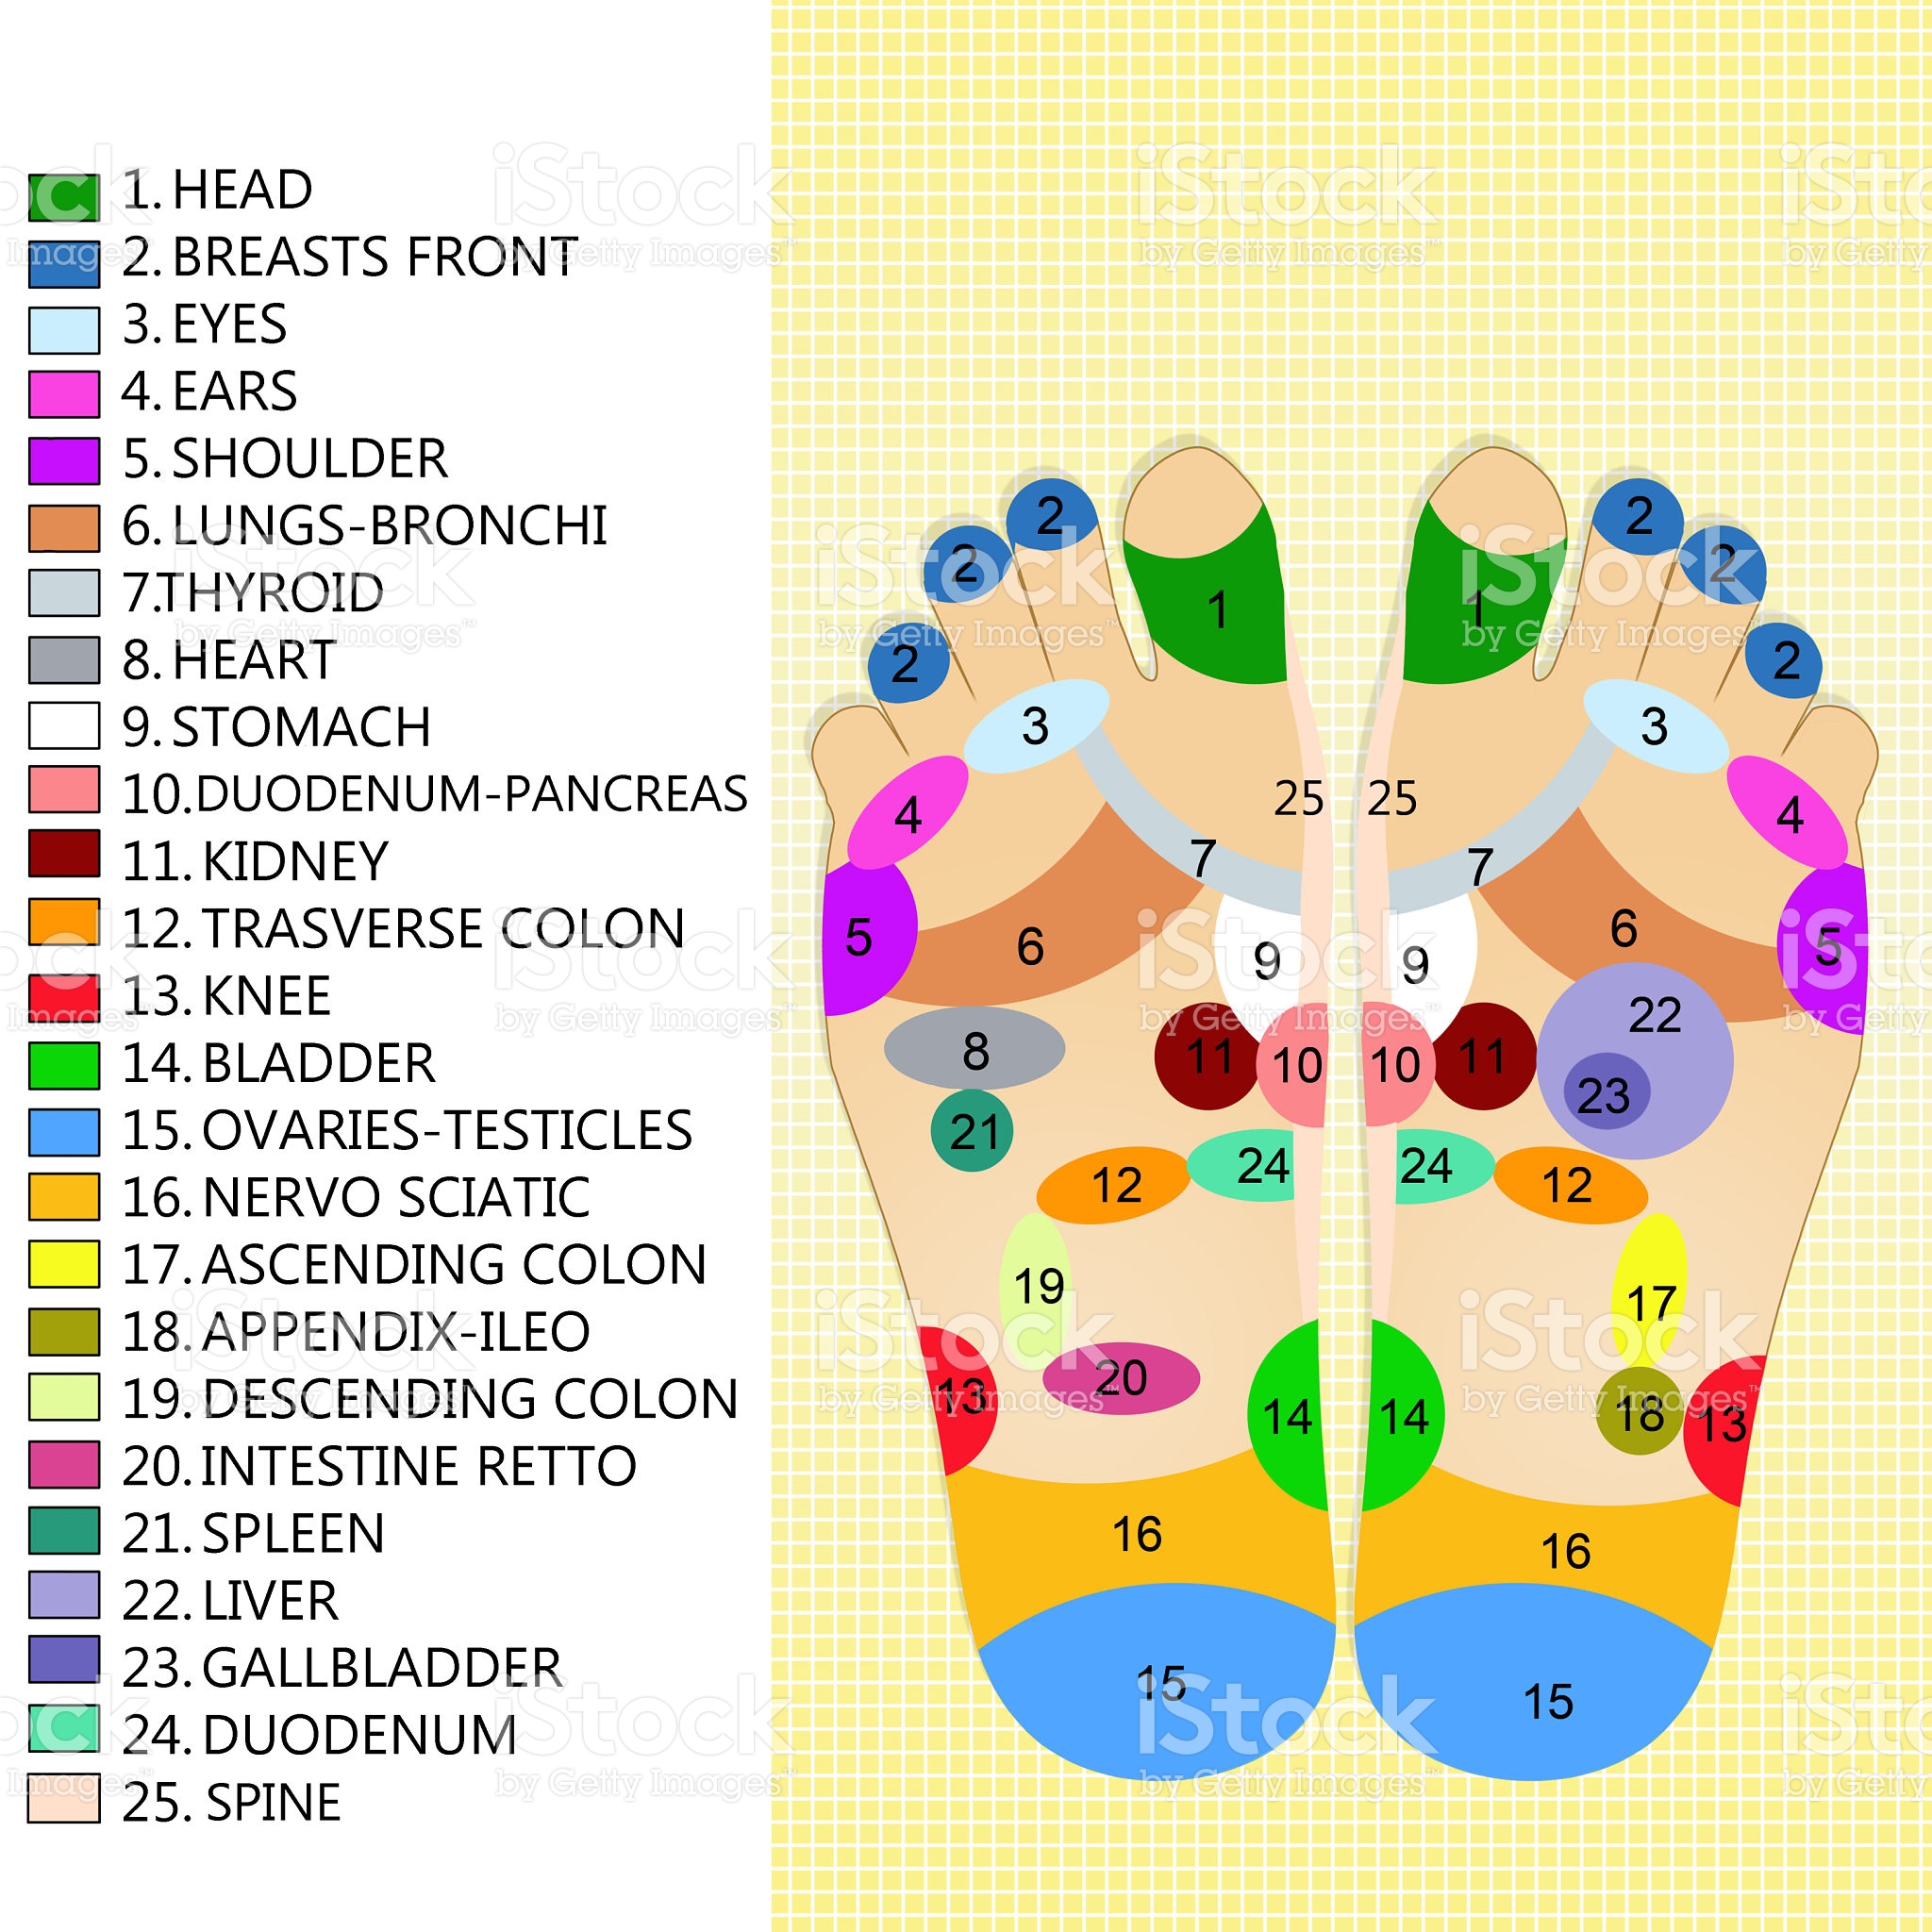 1. HEAD
2. BREASTS FRONT
3. EYES
4. EARS
5. SHOULDER
6. LUNGS-BRONCHI
7.THYROID
8. HEART
9. STOMACH
10.DUODENUM-PANCREAS
11. KIDNEY
12. TRASVERSE COLON
13. KNEE
14. BLADDER
15. OVARIES-TESTICLES
16. NERVO SCIATIC
17. ASCENDING COLON
18. APPENDIX-ILEO
19. DESCENDING COLON
20. INTESTINE RETTO
21. SPLEEN
22. LIVER
23. GALLBLADDER
24. DUODENUM
25. SPINE
2 2
2 1 1 2
2 2
3 3
4 25 25 4
7 7
5 6 9 9 6 5
8 11 10 10 11 22
23
21 24 24
12 12
19 17
20
13 14 14 18 13
16 16
15 15
iStock
by Getty Images™